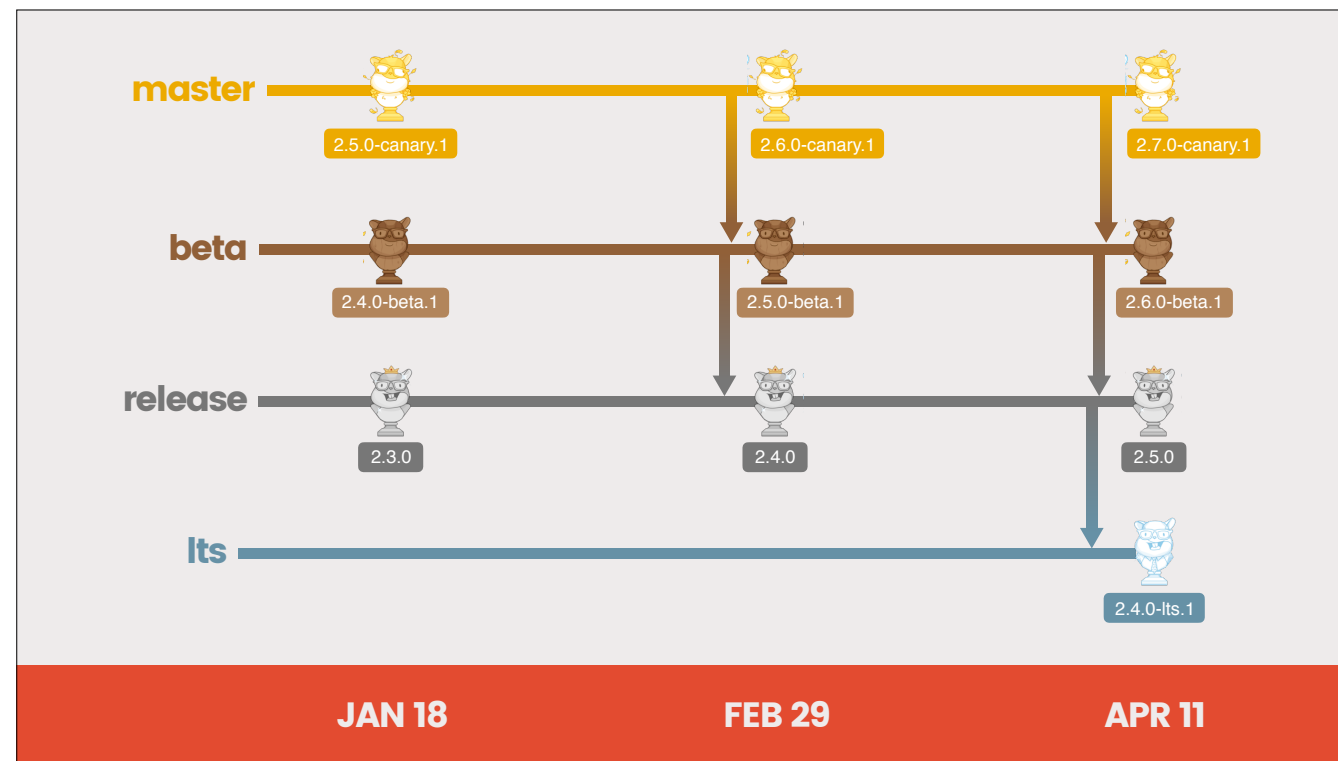 master
2.5.0-canary.1
2.6.0-canary.1
2.7.0-canary.1
beta
2.4.0-beta.1
2.5.0-beta.1
2.6.0-beta.1
release
2.3.0
2.4.0
2.5.0
lts
2.4.0-lts.1
JAN 18
FEB 29
APR 11